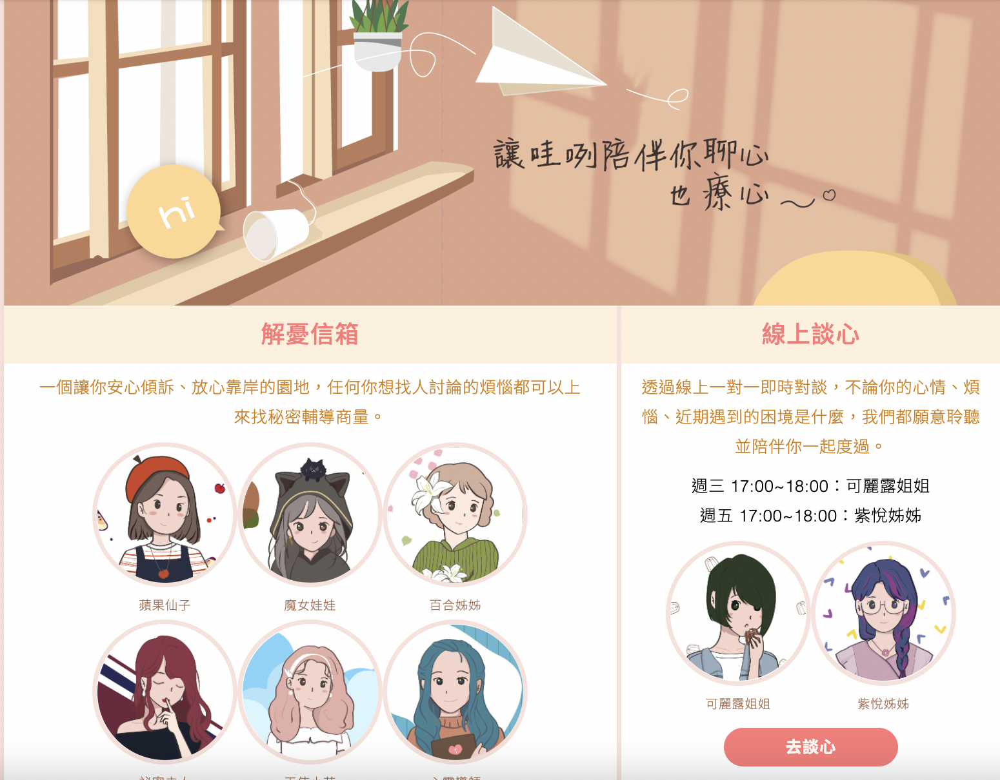 hi
讓哇咧陪伴你聊心
也療心
解憂信箱
一個讓你安心傾訴、放心靠岸的園地，任何你想找人討論的煩惱都可以上
來找秘密輔導商量。
蘋果仙子
魔女娃娃
百合姊姊
線上談心
透過線上一對一即時對談，不論你的心情、煩
惱、近期遇到的困境是什麼，我們都願意聆聽
並陪伴你一起度過。
週三 17:00~18:00：可麗露姐姐
週五 17:00~18:00：紫悅姊姊
可麗露姐姐
紫悅姊姊
去談心